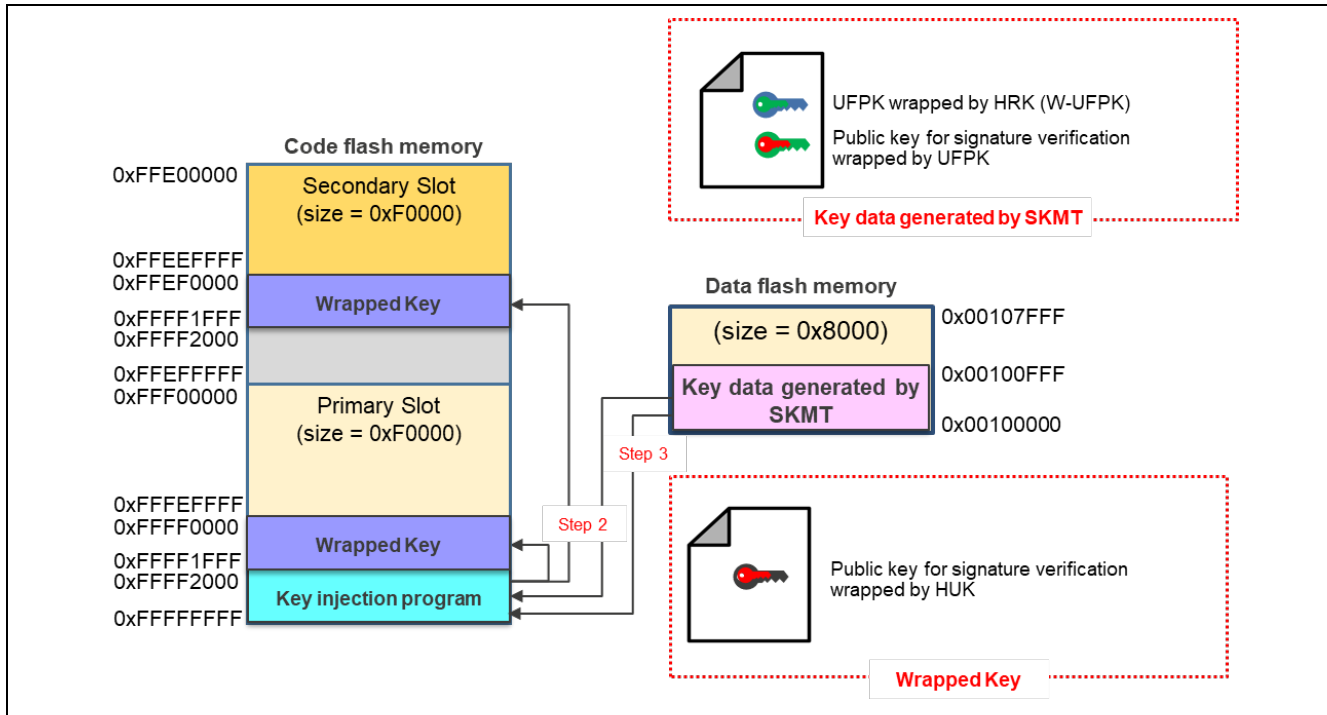 UFPK wrapped by HRK (W-UFPK)
Public key for signature verification
wrapped by UFPK
Key data generated by SKMT
Code flash memory
0xFFE00000
Secondary Slot
(size = 0xF0000)
0xFFEEFFFF
0xFFEF0000
Wrapped Key
0xFFFF1FFF
0xFFFF2000
0xFFEFFFFF
0xFFF00000
Primary Slot
(size = 0xF0000)
0xFFFEFFFF
0xFFFF0000
Wrapped Key
0xFFFF1FFF
0xFFFF2000
Key injection program
0xFFFFFFFF
Step 2
Step 3
Data flash memory
(size = 0x8000)
0x00107FFF
Key data generated by
SKMT
0x00100FFF
0x00100000
Public key for signature verification
wrapped by HUK
Wrapped Key